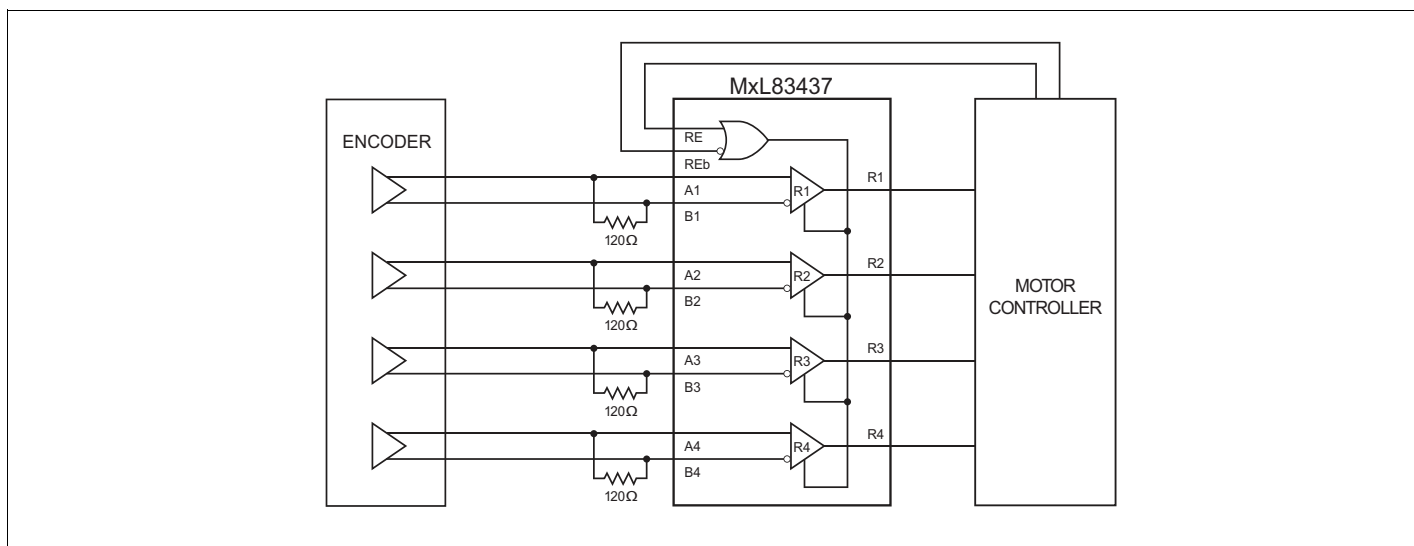 MxL83437
ENCODER
RE
REb
A1
B1
R1
R1
120Ω
A2
B2
R2
R2
120Ω
MOTOR
CONTROLLER
A3
B3
R3
R3
120Ω
A4
B4
R4
R4
120Ω